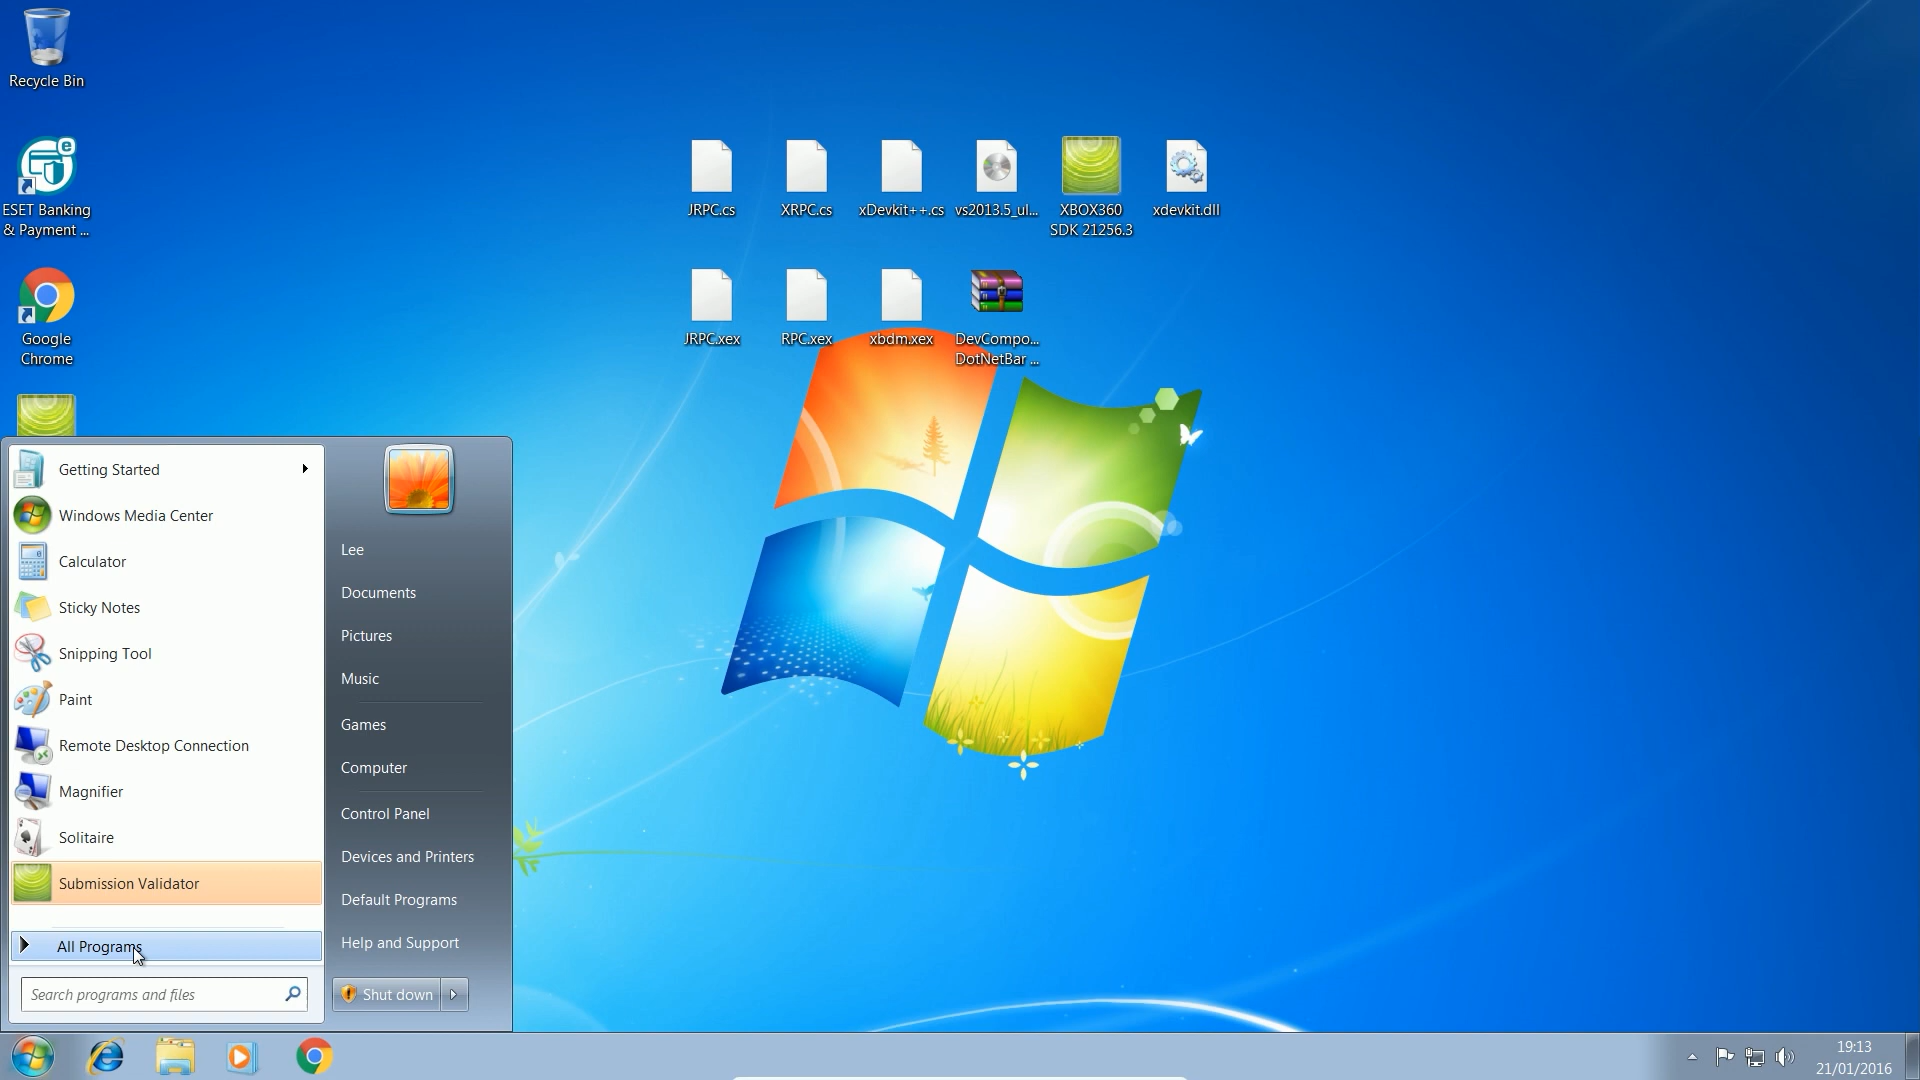 Recycle Bin
ESET Banking
& Payment ...
Google
Chrome
JRPC.cs
XRPC.cs
xDevkit++.cs
vs2013.5_ul...
XBOX360
SDK 21256.3
xdevkit.dll
JRPC.xex
RPC.xex
xbdm.xex
DevCompo...
DotNetBar ...
Getting Started
Windows Media Center
Calculator
Sticky Notes
Snipping Tool
Paint
Remote Desktop Connection
Magnifier
Solitaire
Submission Validator
All Programs
Search programs and files
Lee
Documents
Pictures
Music
Games
Computer
Control Panel
Devices and Printers
Default Programs
Help and Support
Shut down
19:13
21/01/2016